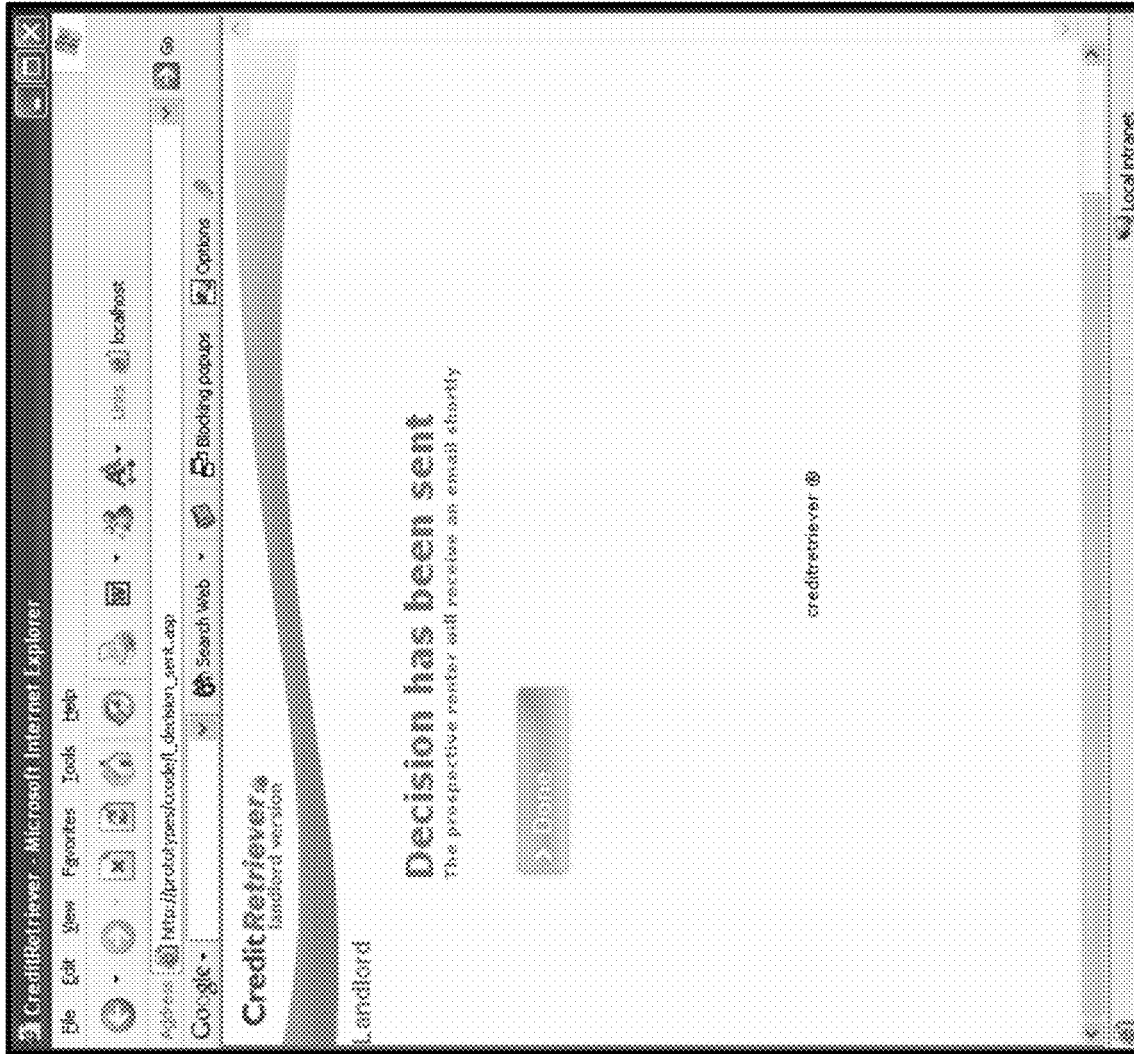 CreditRetriever - Microsoft Internet Explorer
File Edit View Favorites Tools Help
Links localhost
Address http://prototypes/ccode/l_decision_sent.asp Go
Google Search Web Blocking popups Options
CreditRetriever®
landlord version
Landlord
Decision has been sent
The prospective renter will receive an email shortly
creditretriever ®
Local intranet